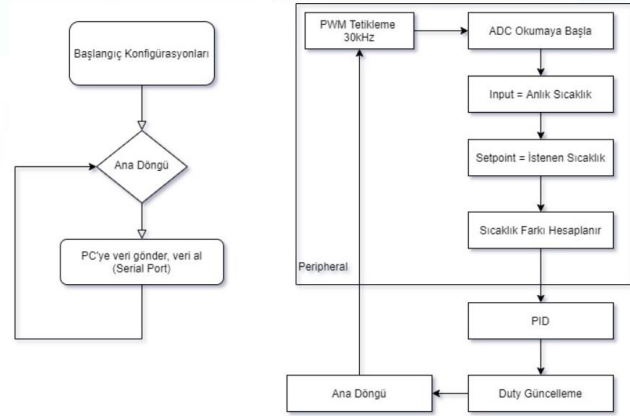 Başlangıç Konfigürasyonları
Ana Döngü
PC'ye veri gönder, veri al
(Serial Port)
PWM Tetikleme
30kHz
ADC Okumaya Başla
Input = Anlık Sıcaklık
Setpoint = İstenen Sıcaklık
Sıcaklık Farkı Hesaplanır
Peripheral
PID
Duty Güncelleme
Ana Döngü